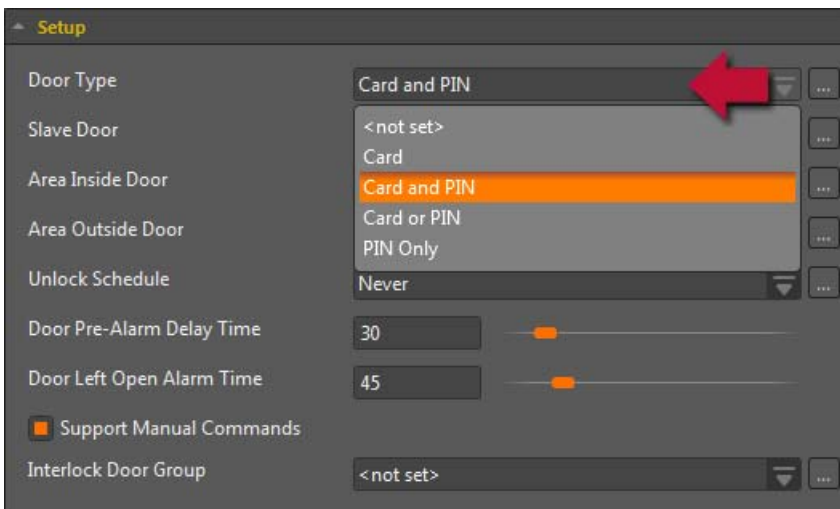 Setup
Door Type
Card and PIN
...
Slave Door
<not set>
...
Card
Area Inside Door
Card and PIN
...
Area Outside Door
Card or PIN
...
PIN Only
Unlock Schedule
Never
...
Door Pre-Alarm Delay Time
30
Door Left Open Alarm Time
45
Support Manual Commands
Interlock Door Group
<not set>
...